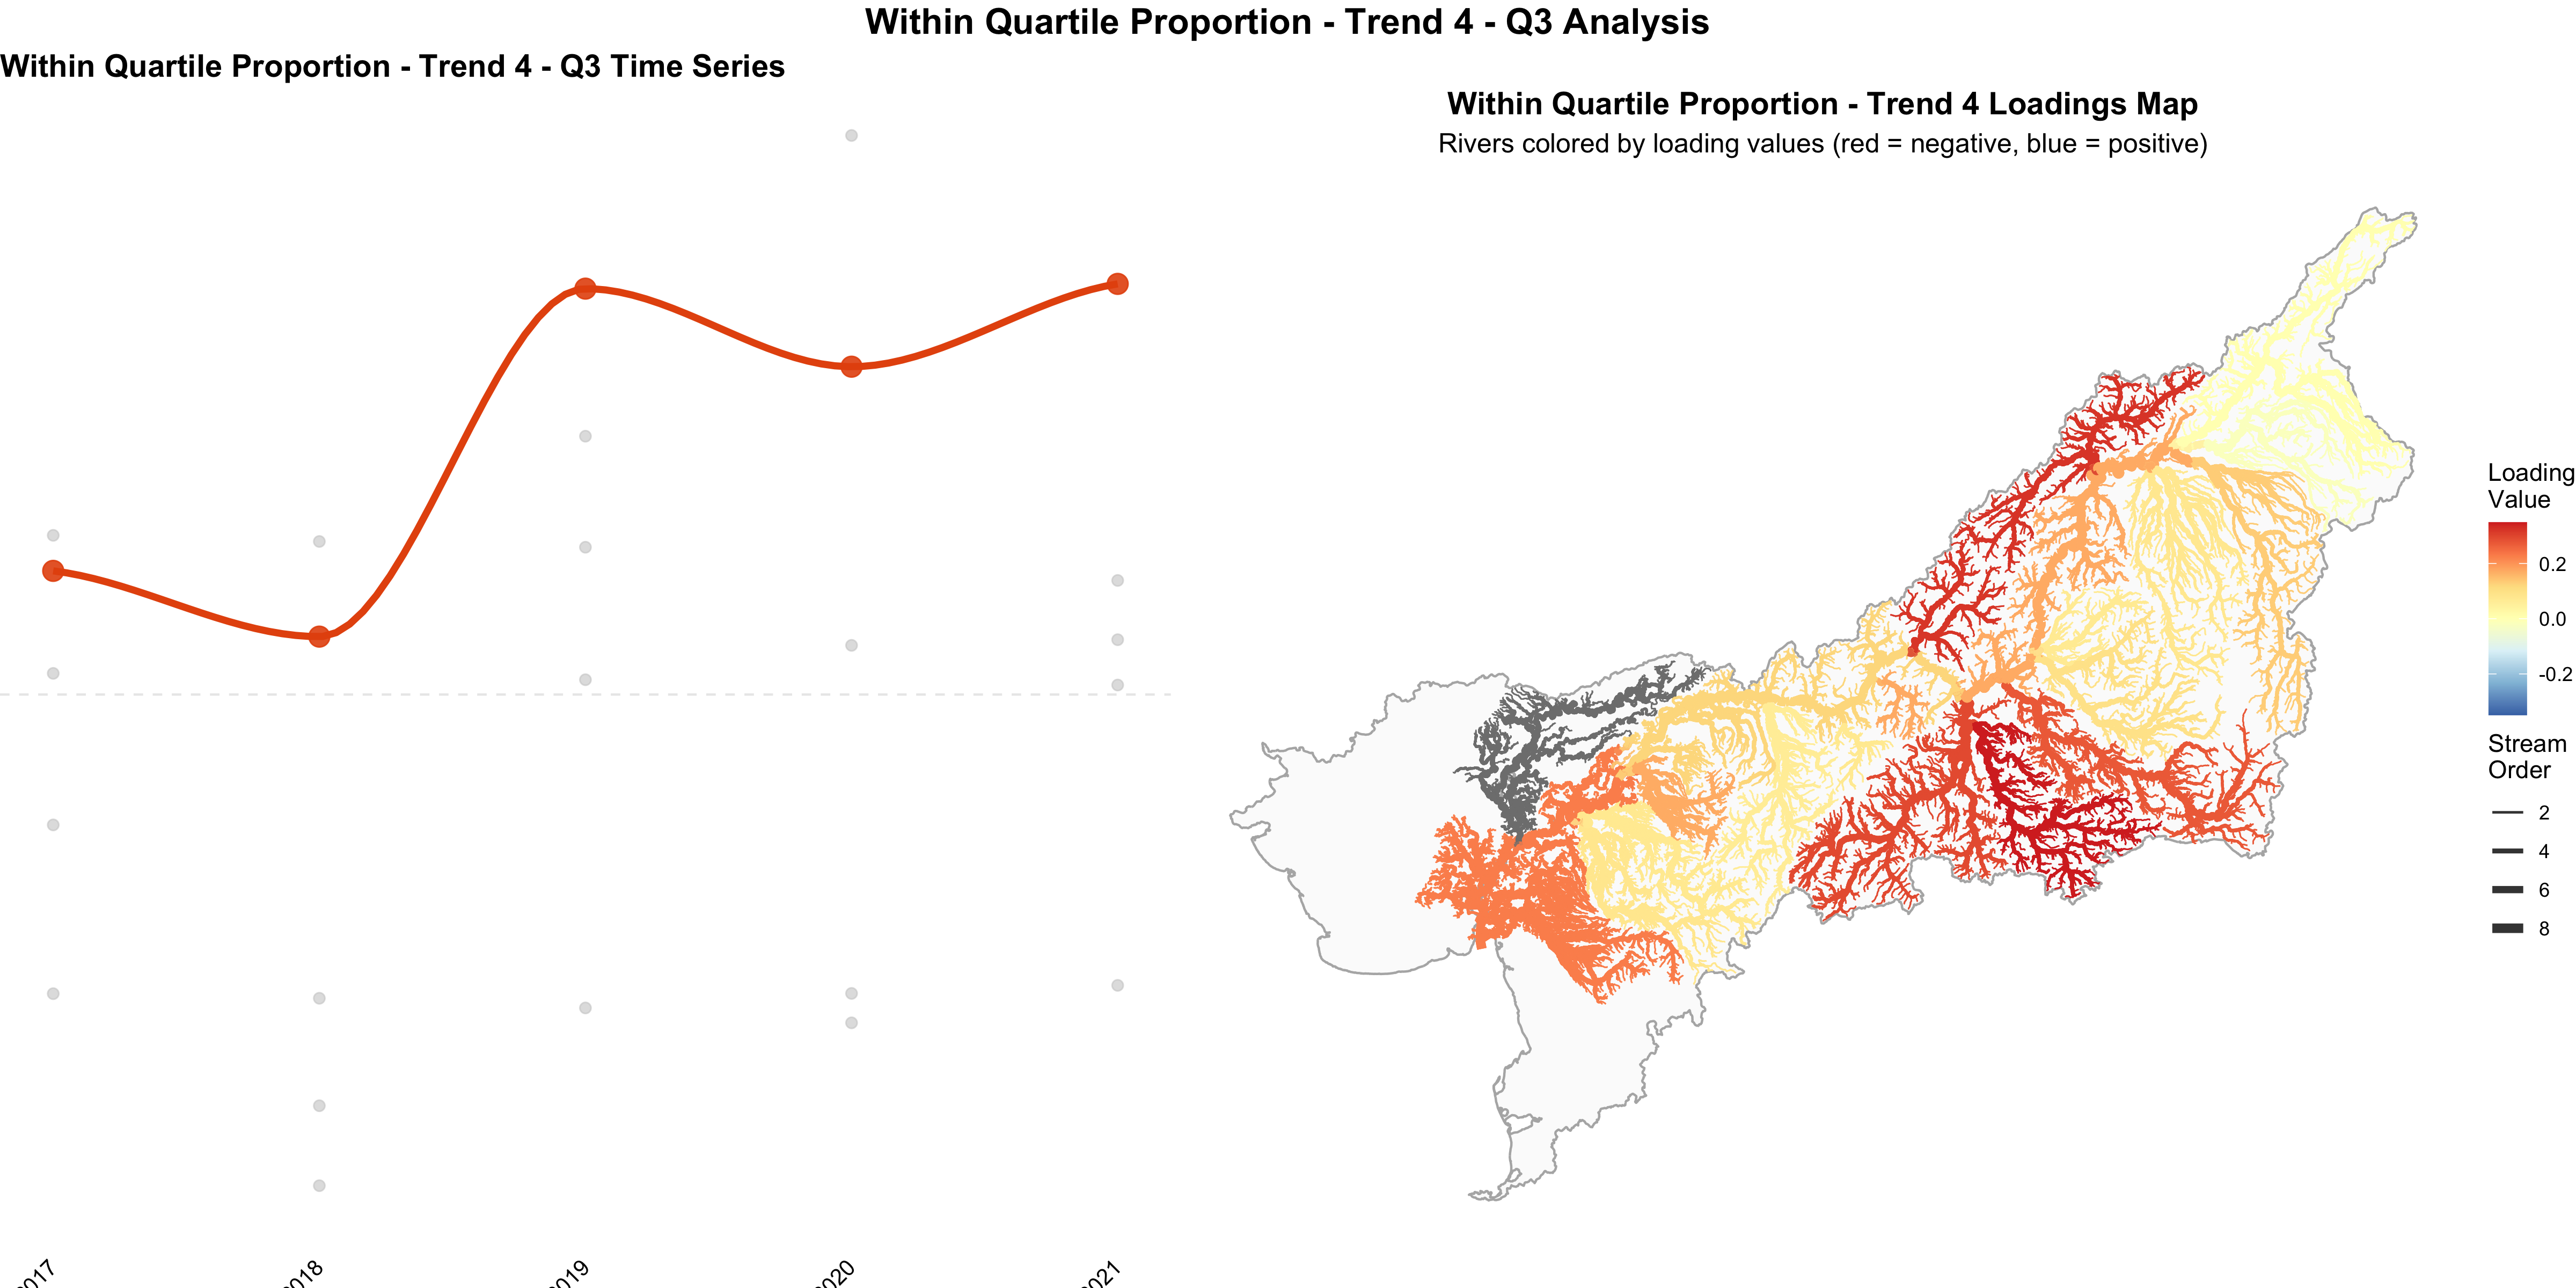 Within Quartile Proportion - Trend 4 - Q3 Analysis
Within Quartile Proportion - Trend 4 - Q3 Time Series
Within Quartile Proportion - Trend 4 Loadings Map
Rivers colored by loading values (red = negative, blue = positive)
Loading
Value
0.2
0.0
-0.2
Stream
Order
2
4
6
8
2017
2018
2019
2020
2021